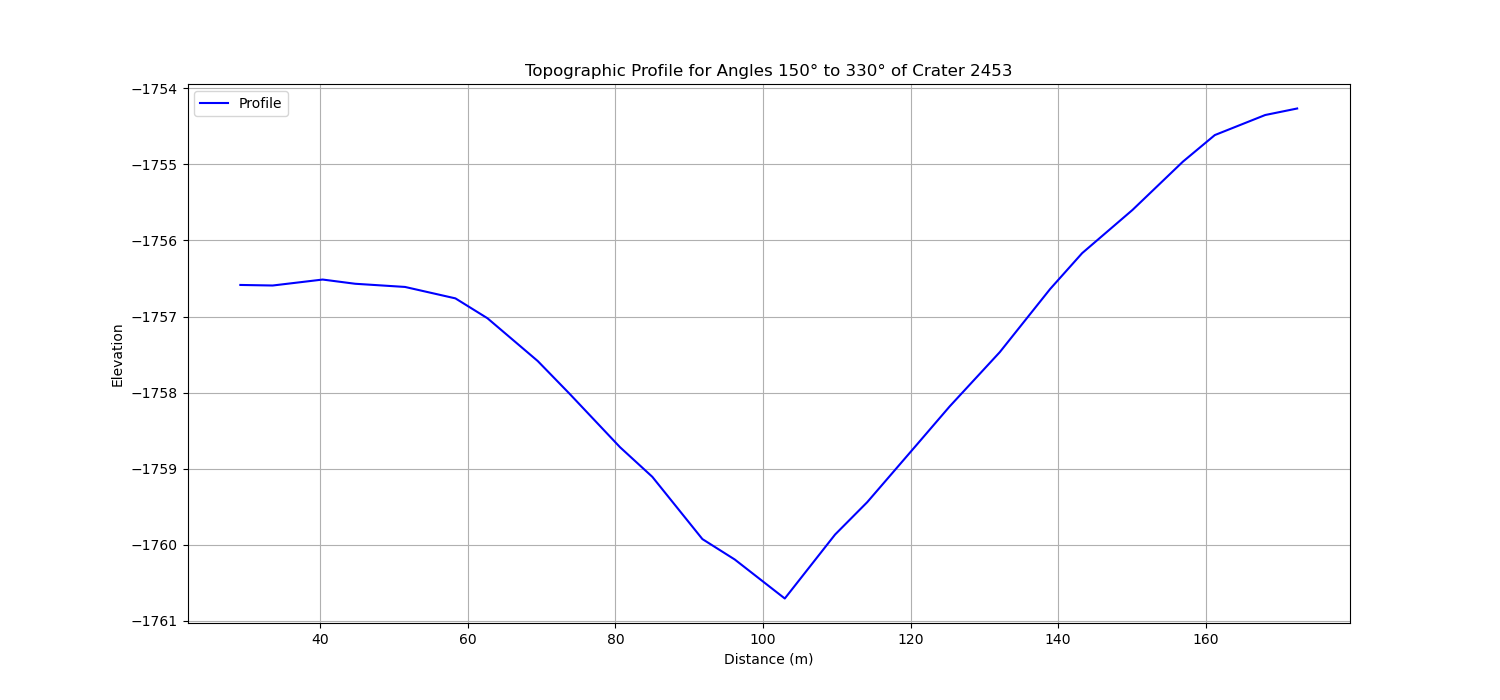 Topographic Profile for Angles 150° to 330° of Crater 2453
−1754
Profile
−1755
−1756
−1757
−1758
−1759
−1760
−1761
Elevation
40 60 80 100 120 140 160
Distance (m)